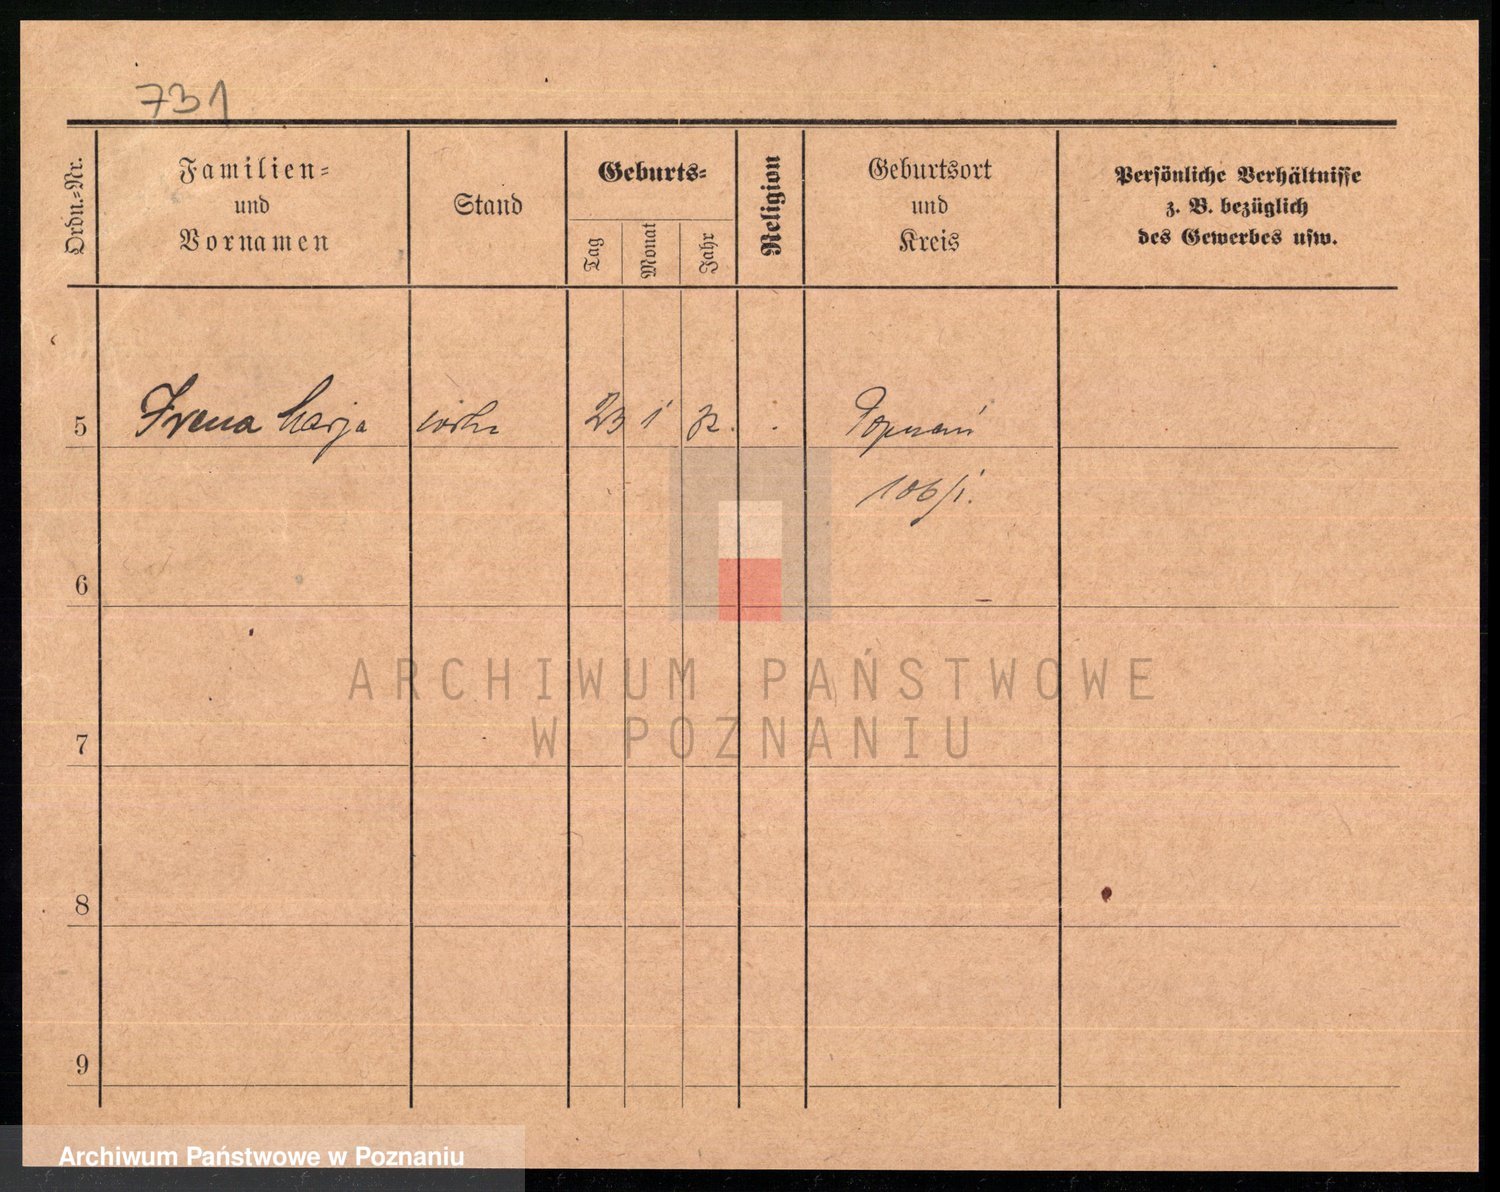 731
Ordn.-Nr.
Familien-
und
Vornamen
Stand
Geburts-
Tag
Monat
Jahr
Religion
Geburtsort
und
Kreis
Persönliche Verhältnisse
z. B. bezüglich
des Gewerbes usw.
5 Irena Marja 23 1 Poznań
106/1.
6
7
8
9
ARCHIWUM PAŃSTWOWE
W POZNANIU
Archiwum Państwowe w Poznaniu